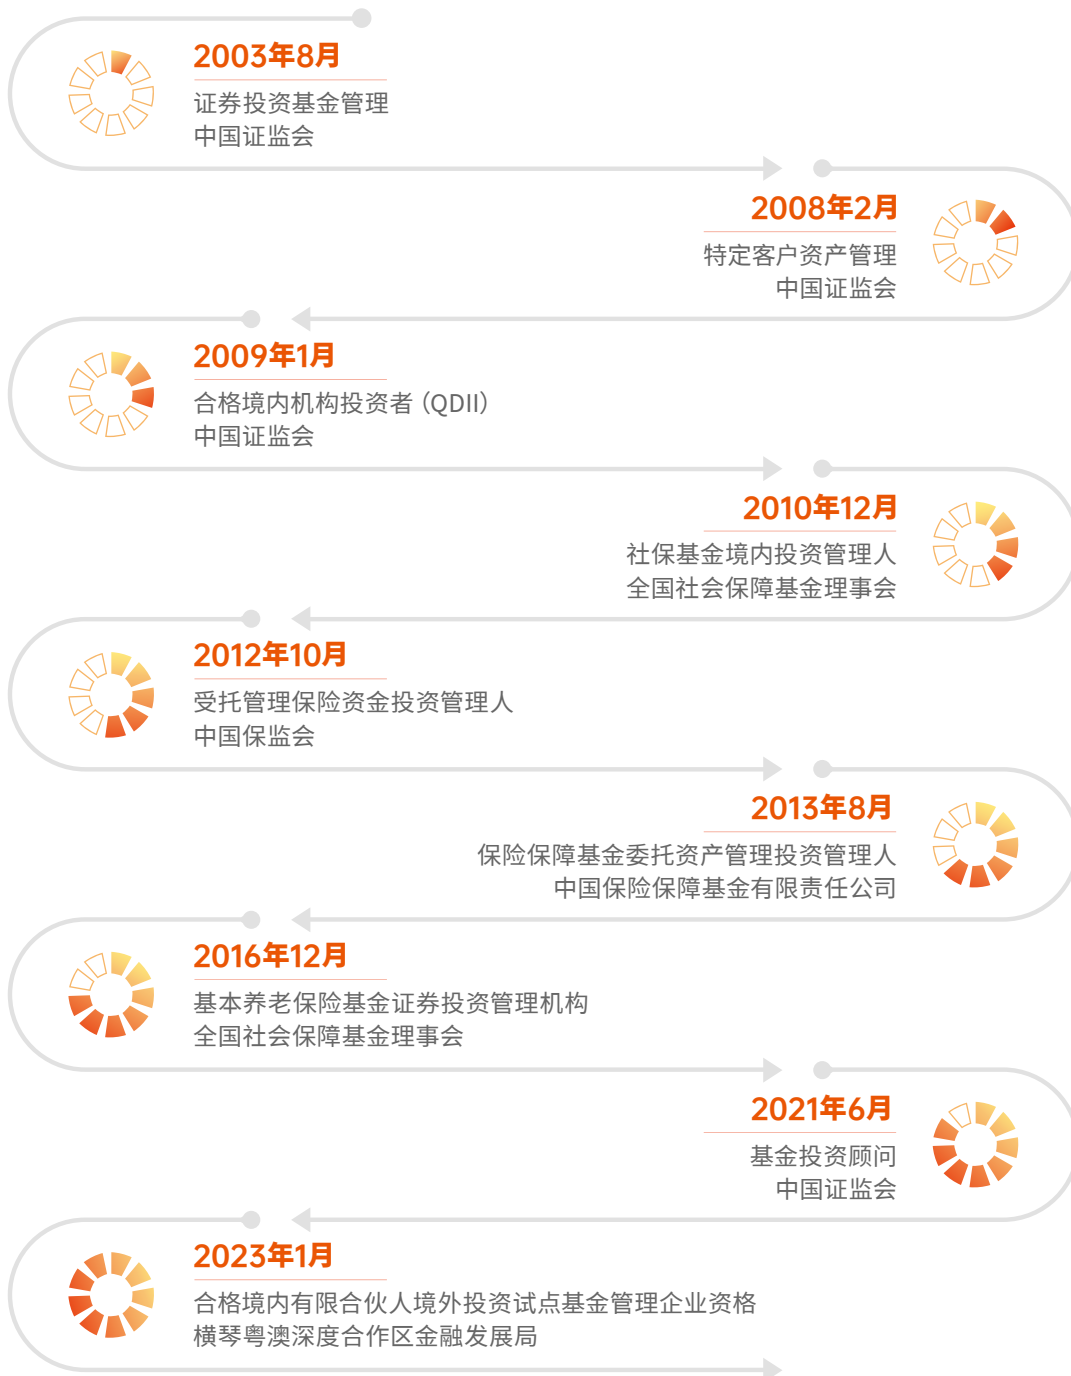 2003年8月
证券投资基金管理
中国证监会
2008年2月
特定客户资产管理
中国证监会
2009年1月
合格境内机构投资者（QDII）
中国证监会
2010年12月
社保基金境内投资管理人
全国社会保障基金理事会
2012年10月
受托管理保险资金投资管理人
中国保监会
2013年8月
保险保障基金委托资产管理投资管理人
中国保险保障基金有限责任公司
2016年12月
基本养老保险基金证券投资管理机构
全国社会保障基金理事会
2021年6月
基金投资顾问
中国证监会
2023年1月
合格境内有限合伙人境外投资试点基金管理企业资格
横琴粤澳深度合作区金融发展局